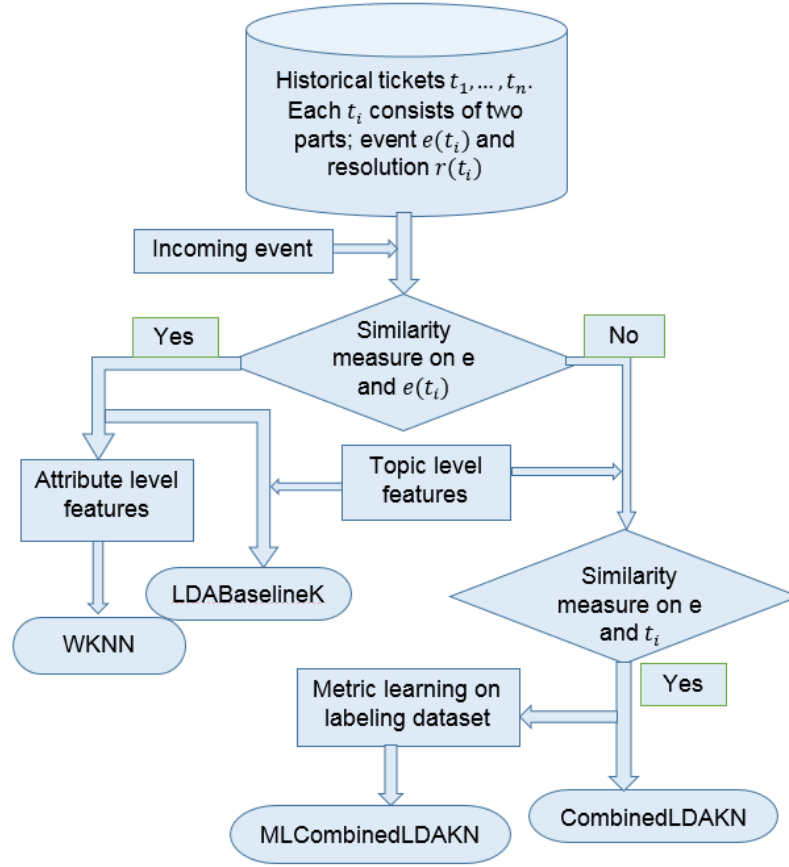 Historical tickets t₁, … , tₙ.
Each tᵢ consists of two
parts; event e(tᵢ) and
resolution r(tᵢ)
Incoming event
Yes
Similarity
measure on e
and e(tᵢ)
No
Attribute level
features
Topic level
features
LDABaselineK
WKNN
Similarity
measure on e
and tᵢ
Yes
Metric learning on
labeling dataset
MLCombinedLDAKN
CombinedLDAKN